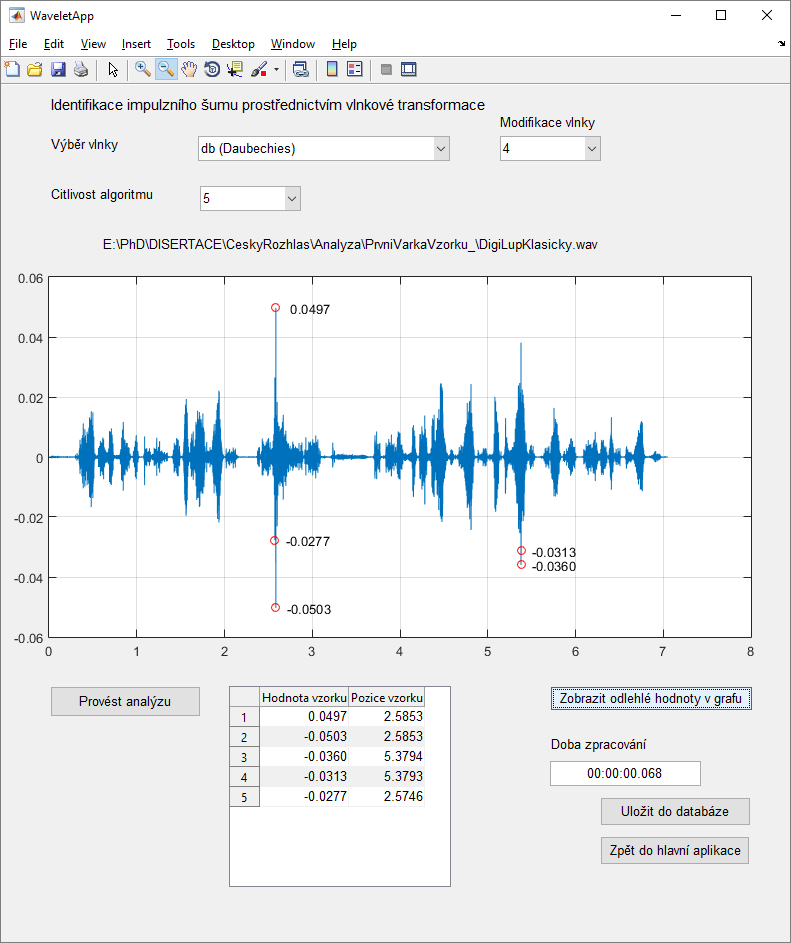 WaveletApp
File Edit View Insert Tools Desktop Window Help
Identifikace impulzního šumu prostřednictvím vlnkové transformace
Modifikace vlnky
Výběr vlnky db (Daubechies) 4
Citlivost algoritmu 5
E:\PhD\DISERTACE\CeskyRozhlas\Analyza\PrvniVarkaVzorku_\DigiLupKlasicky.wav
0.06
0.0497
0.04
0.02
0
-0.02
-0.0277
-0.0313
-0.0360
-0.04
-0.0503
-0.06
0 1 2 3 4 5 6 7 8
Provést analýzu
Hodnota vzorku Pozice vzorku
1 0.0497 2.5853
2 -0.0503 2.5853
3 -0.0360 5.3794
4 -0.0313 5.3793
5 -0.0277 2.5746
Zobrazit odlehlé hodnoty v grafu
Doba zpracování
00:00:00.068
Uložit do databáze
Zpět do hlavní aplikace